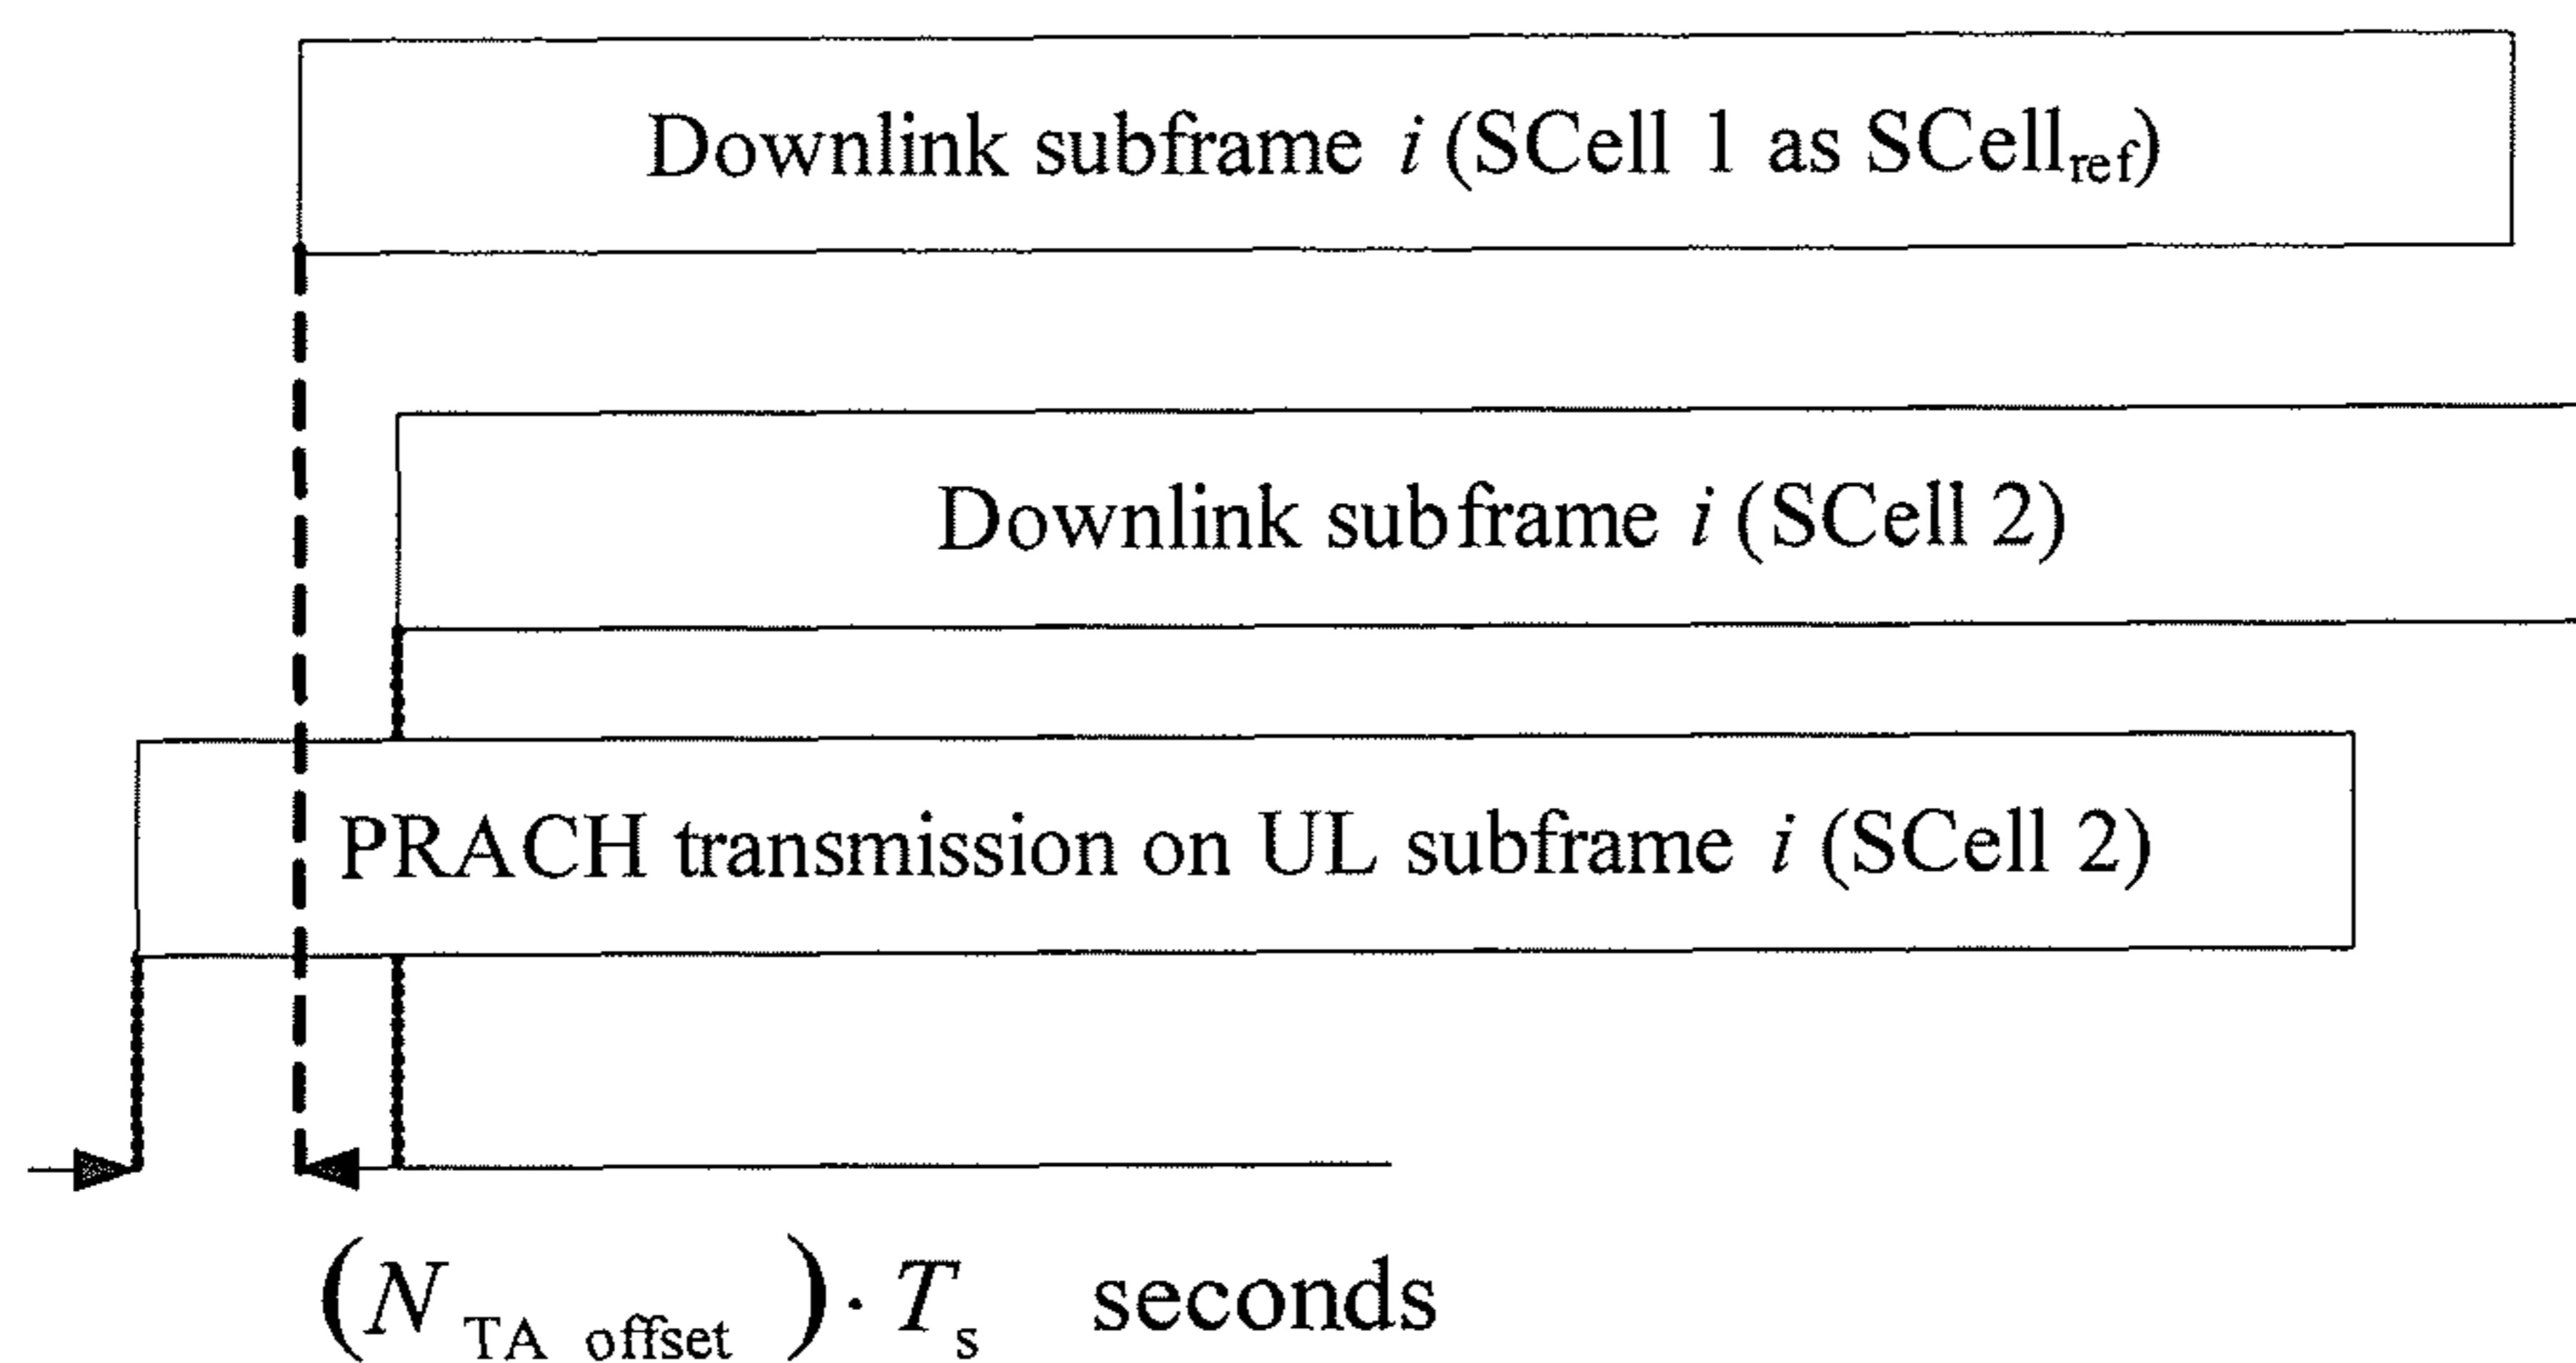 Downlink subframe i (SCell 1 as SCell_ref)
Downlink subframe i (SCell 2)
PRACH transmission on UL subframe i (SCell 2)
(N_TA offset) · T_s seconds